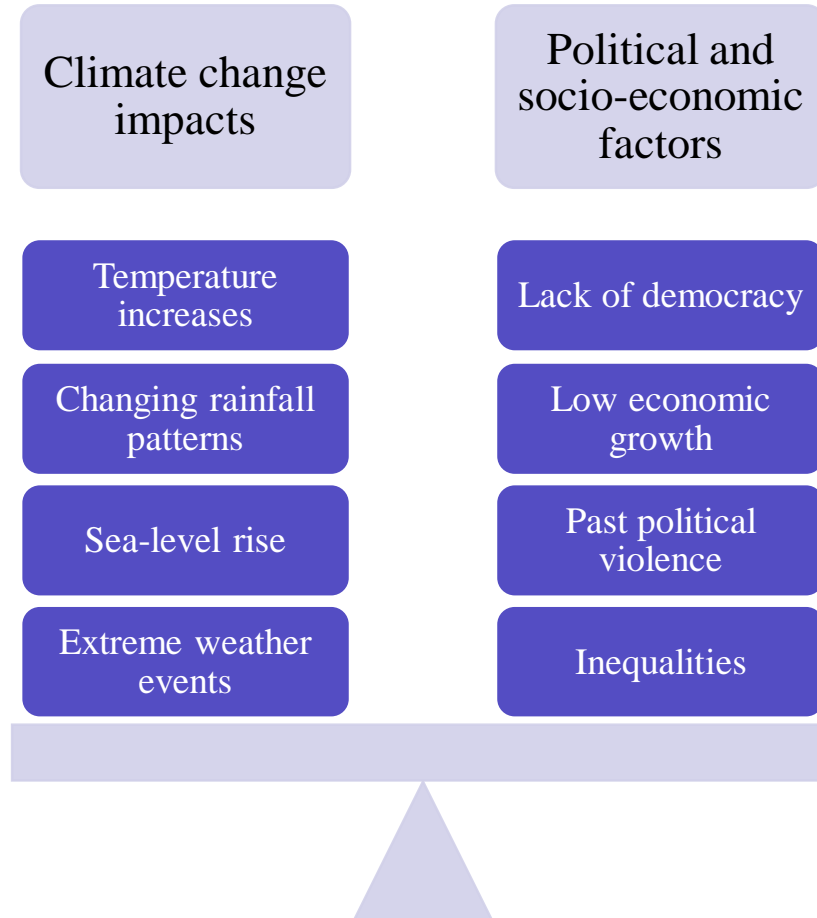 Climate change
impacts
Political and
socio-economic
factors
Temperature
increases
Changing rainfall
patterns
Sea-level rise
Extreme weather
events
Lack of democracy
Low economic
growth
Past political
violence
Inequalities